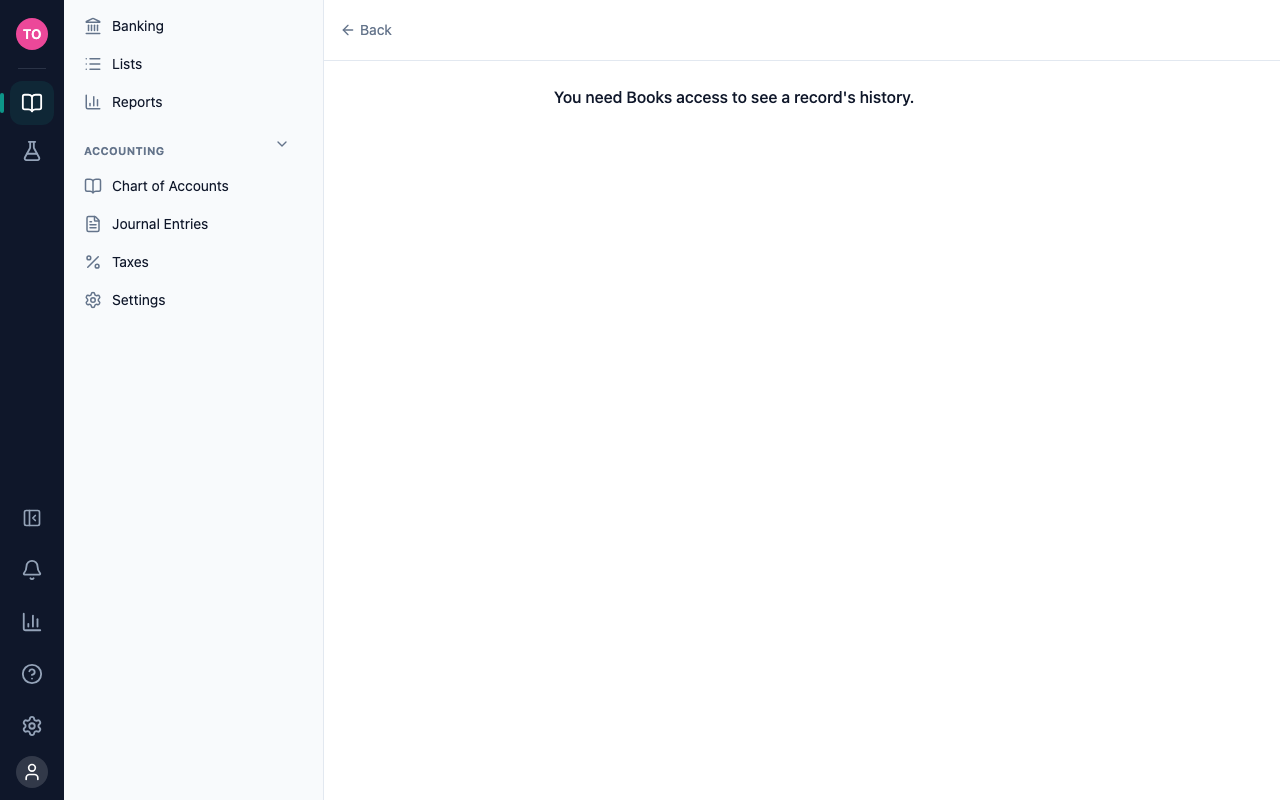 TO
Banking
Lists
Reports
ACCOUNTING
Chart of Accounts
Journal Entries
Taxes
Settings
Back
You need Books access to see a record's history.